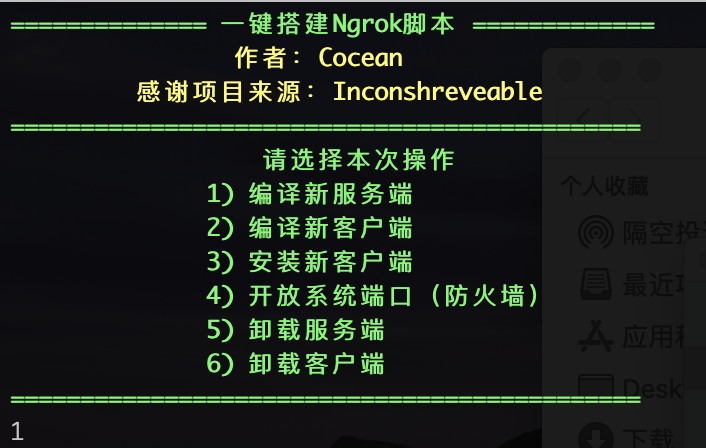 ============== 一键搭建Ngrok脚本 =============
作者: Cocean
感谢项目来源: Inconshreveable
=============================================
请选择本次操作
1) 编译新服务端
2) 编译新客户端
3) 安装新客户端
4) 开放系统端口 (防火墙)
5) 卸载服务端
6) 卸载客户端
=============================================
1
个人收藏
隔空投
最近
应用
Desk
下载